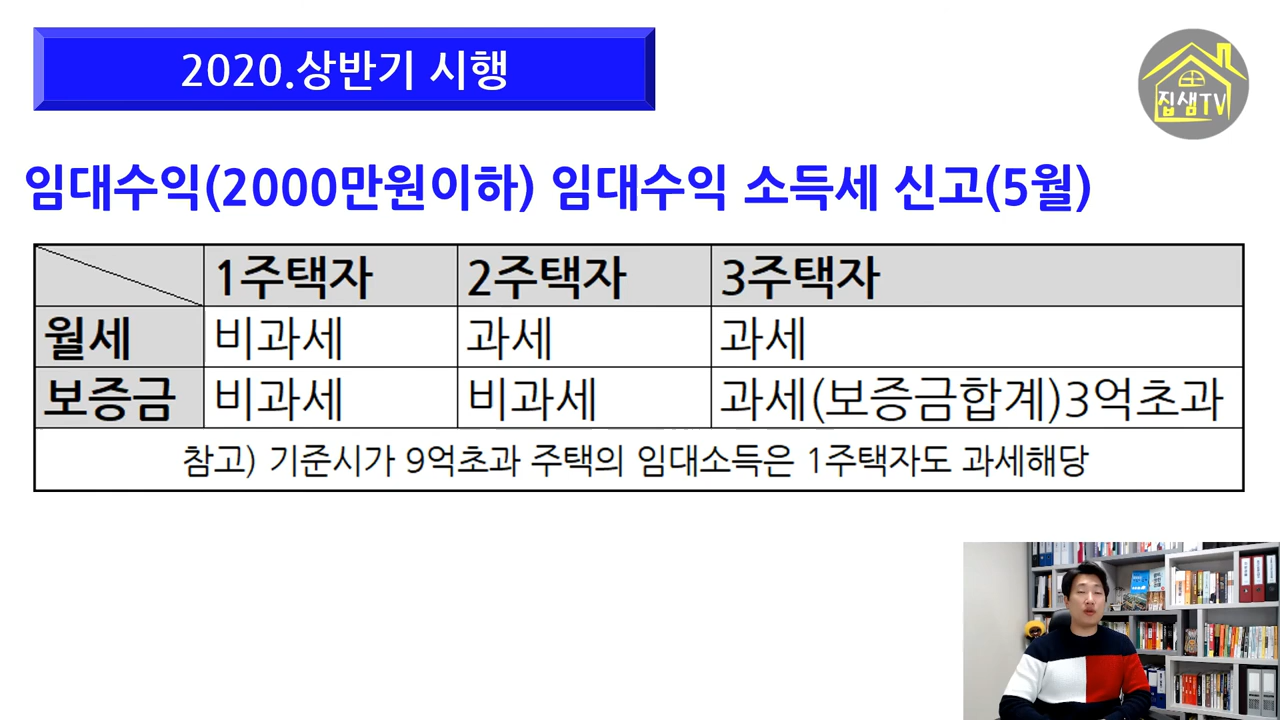 2020.상반기 시행
집샘TV
임대수익(2000만원이하) 임대수익 소득세 신고(5월)
1주택자 2주택자 3주택자
월세 비과세 과세 과세
보증금 비과세 비과세 과세(보증금합계)3억초과
참고) 기준시가 9억초과 주택의 임대소득은 1주택자도 과세해당